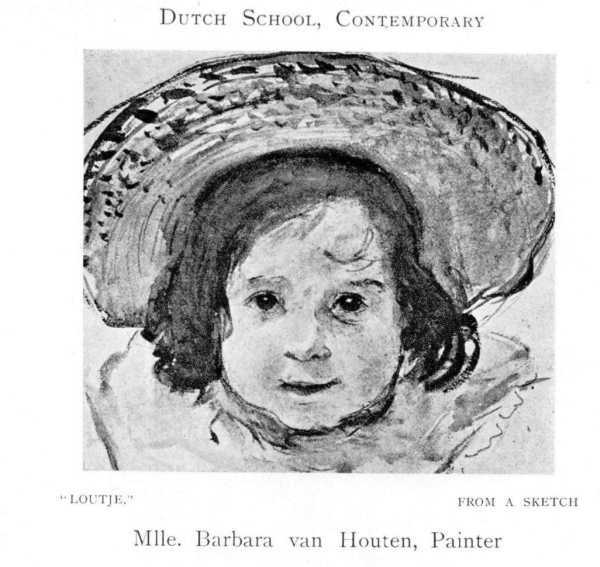 DUTCH SCHOOL, CONTEMPORARY
"LOUTJE."
FROM A SKETCH
Mlle. Barbara van Houten, Painter